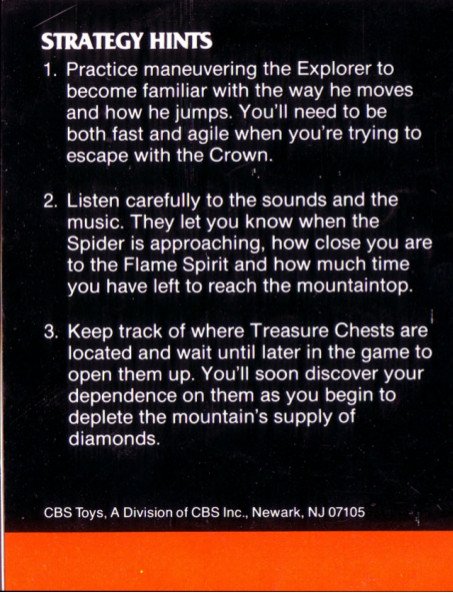 STRATEGY HINTS
1. Practice maneuvering the Explorer to
become familiar with the way he moves
and how he jumps. You'll need to be
both fast and agile when you're trying to
escape with the Crown.
2. Listen carefully to the sounds and the
music. They let you know when the
Spider is approaching, how close you are
to the Flame Spirit and how much time
you have left to reach the mountaintop.
3. Keep track of where Treasure Chests are
located and wait until later in the game to
open them up. You'll soon discover your
dependence on them as you begin to
deplete the mountain's supply of
diamonds.
CBS Toys, A Division of CBS Inc., Newark, NJ 07105